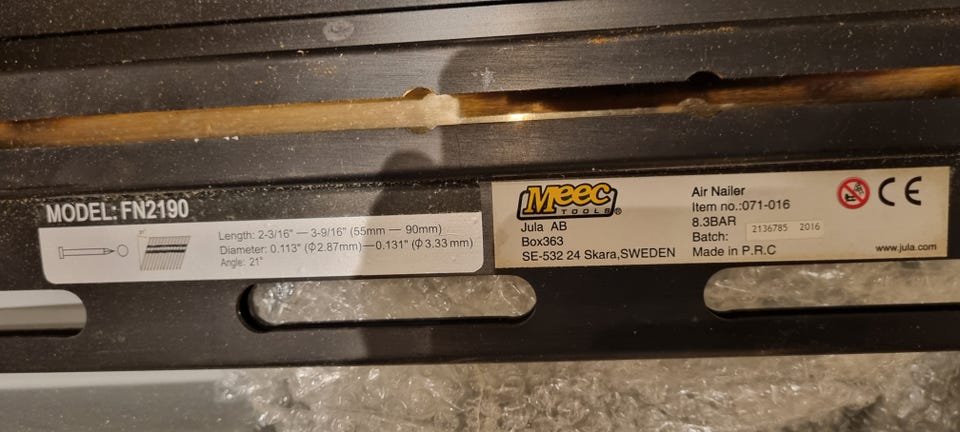 MODEL: FN2190
Length: 2-3/16" — 3-9/16" (55mm — 90mm)
Diameter: 0.113" (Φ2.87mm)—0.131" (Φ3.33mm)
Angle: 21°
Meec
TOOLS®
Jula AB
Box363
SE-532 24 Skara,SWEDEN
Air Nailer
Item no.:071-016
8.3BAR
Batch: 2136785 2016
Made in P.R.C
CE
www.jula.com